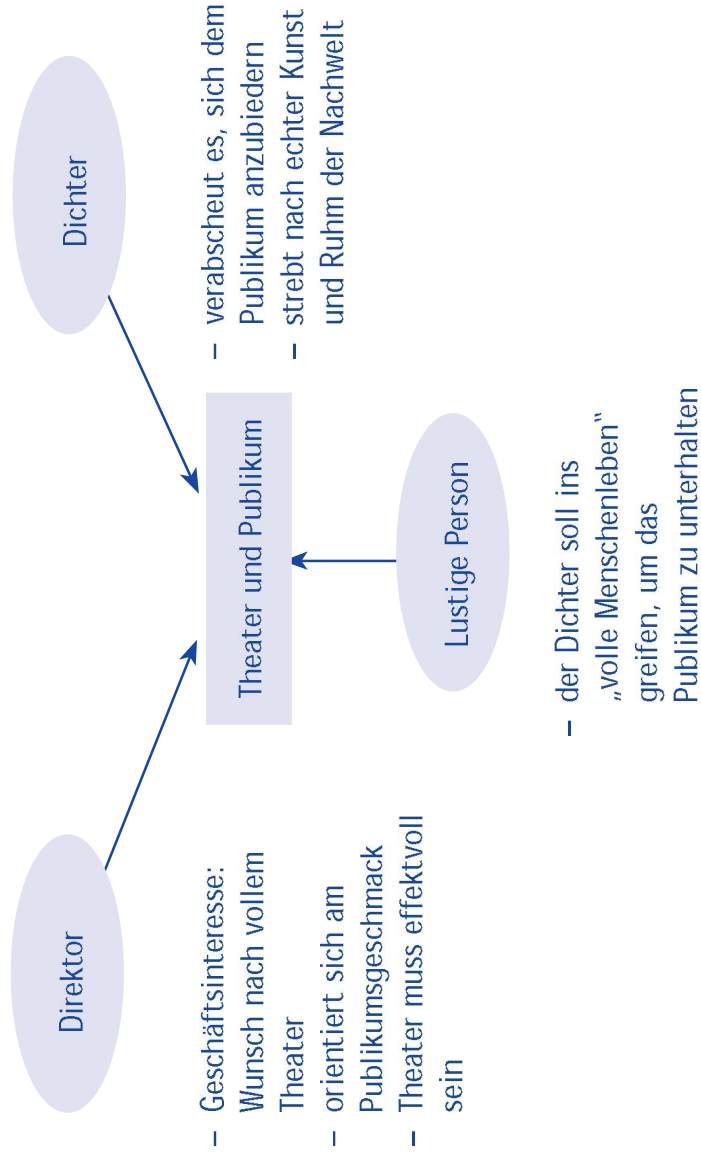 Direktor
– Geschäftsinteresse:
Wunsch nach vollem
Theater
– orientiert sich am
Publikumsgeschmack
– Theater muss effektvoll
sein
Theater und Publikum
Dichter
– verabscheut es, sich dem
Publikum anzubiedern
– strebt nach echter Kunst
und Ruhm der Nachwelt
Lustige Person
– der Dichter soll ins
„volle Menschenleben“
greifen, um das
Publikum zu unterhalten